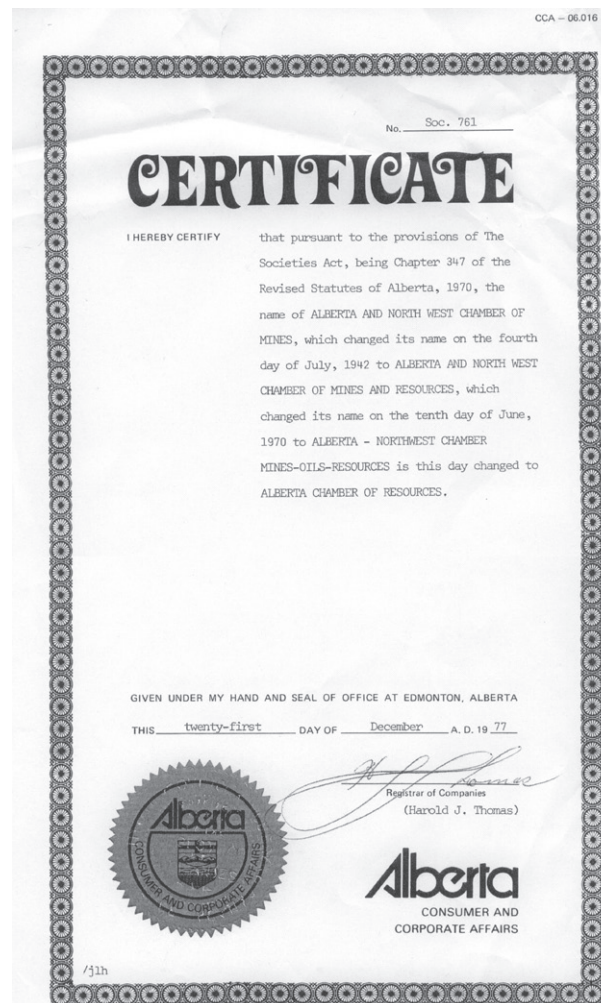 CCA – 06.016
No. Soc. 761
CERTIFICATE
I HEREBY CERTIFY that pursuant to the provisions of The
Societies Act, being Chapter 347 of the
Revised Statutes of Alberta, 1970, the
name of ALBERTA AND NORTH WEST CHAMBER OF
MINES, which changed its name on the fourth
day of July, 1942 to ALBERTA AND NORTH WEST
CHAMBER OF MINES AND RESOURCES, which
changed its name on the tenth day of June,
1970 to ALBERTA - NORTHWEST CHAMBER
MINES-OILS-RESOURCES is this day changed to
ALBERTA CHAMBER OF RESOURCES.
GIVEN UNDER MY HAND AND SEAL OF OFFICE AT EDMONTON, ALBERTA
THIS twenty-first DAY OF December A. D. 19 77
H J Thomas
Registrar of Companies
(Harold J. Thomas)
Alberta
CONSUMER AND CORPORATE AFFAIRS
Alberta
CONSUMER AND
CORPORATE AFFAIRS
/jlh